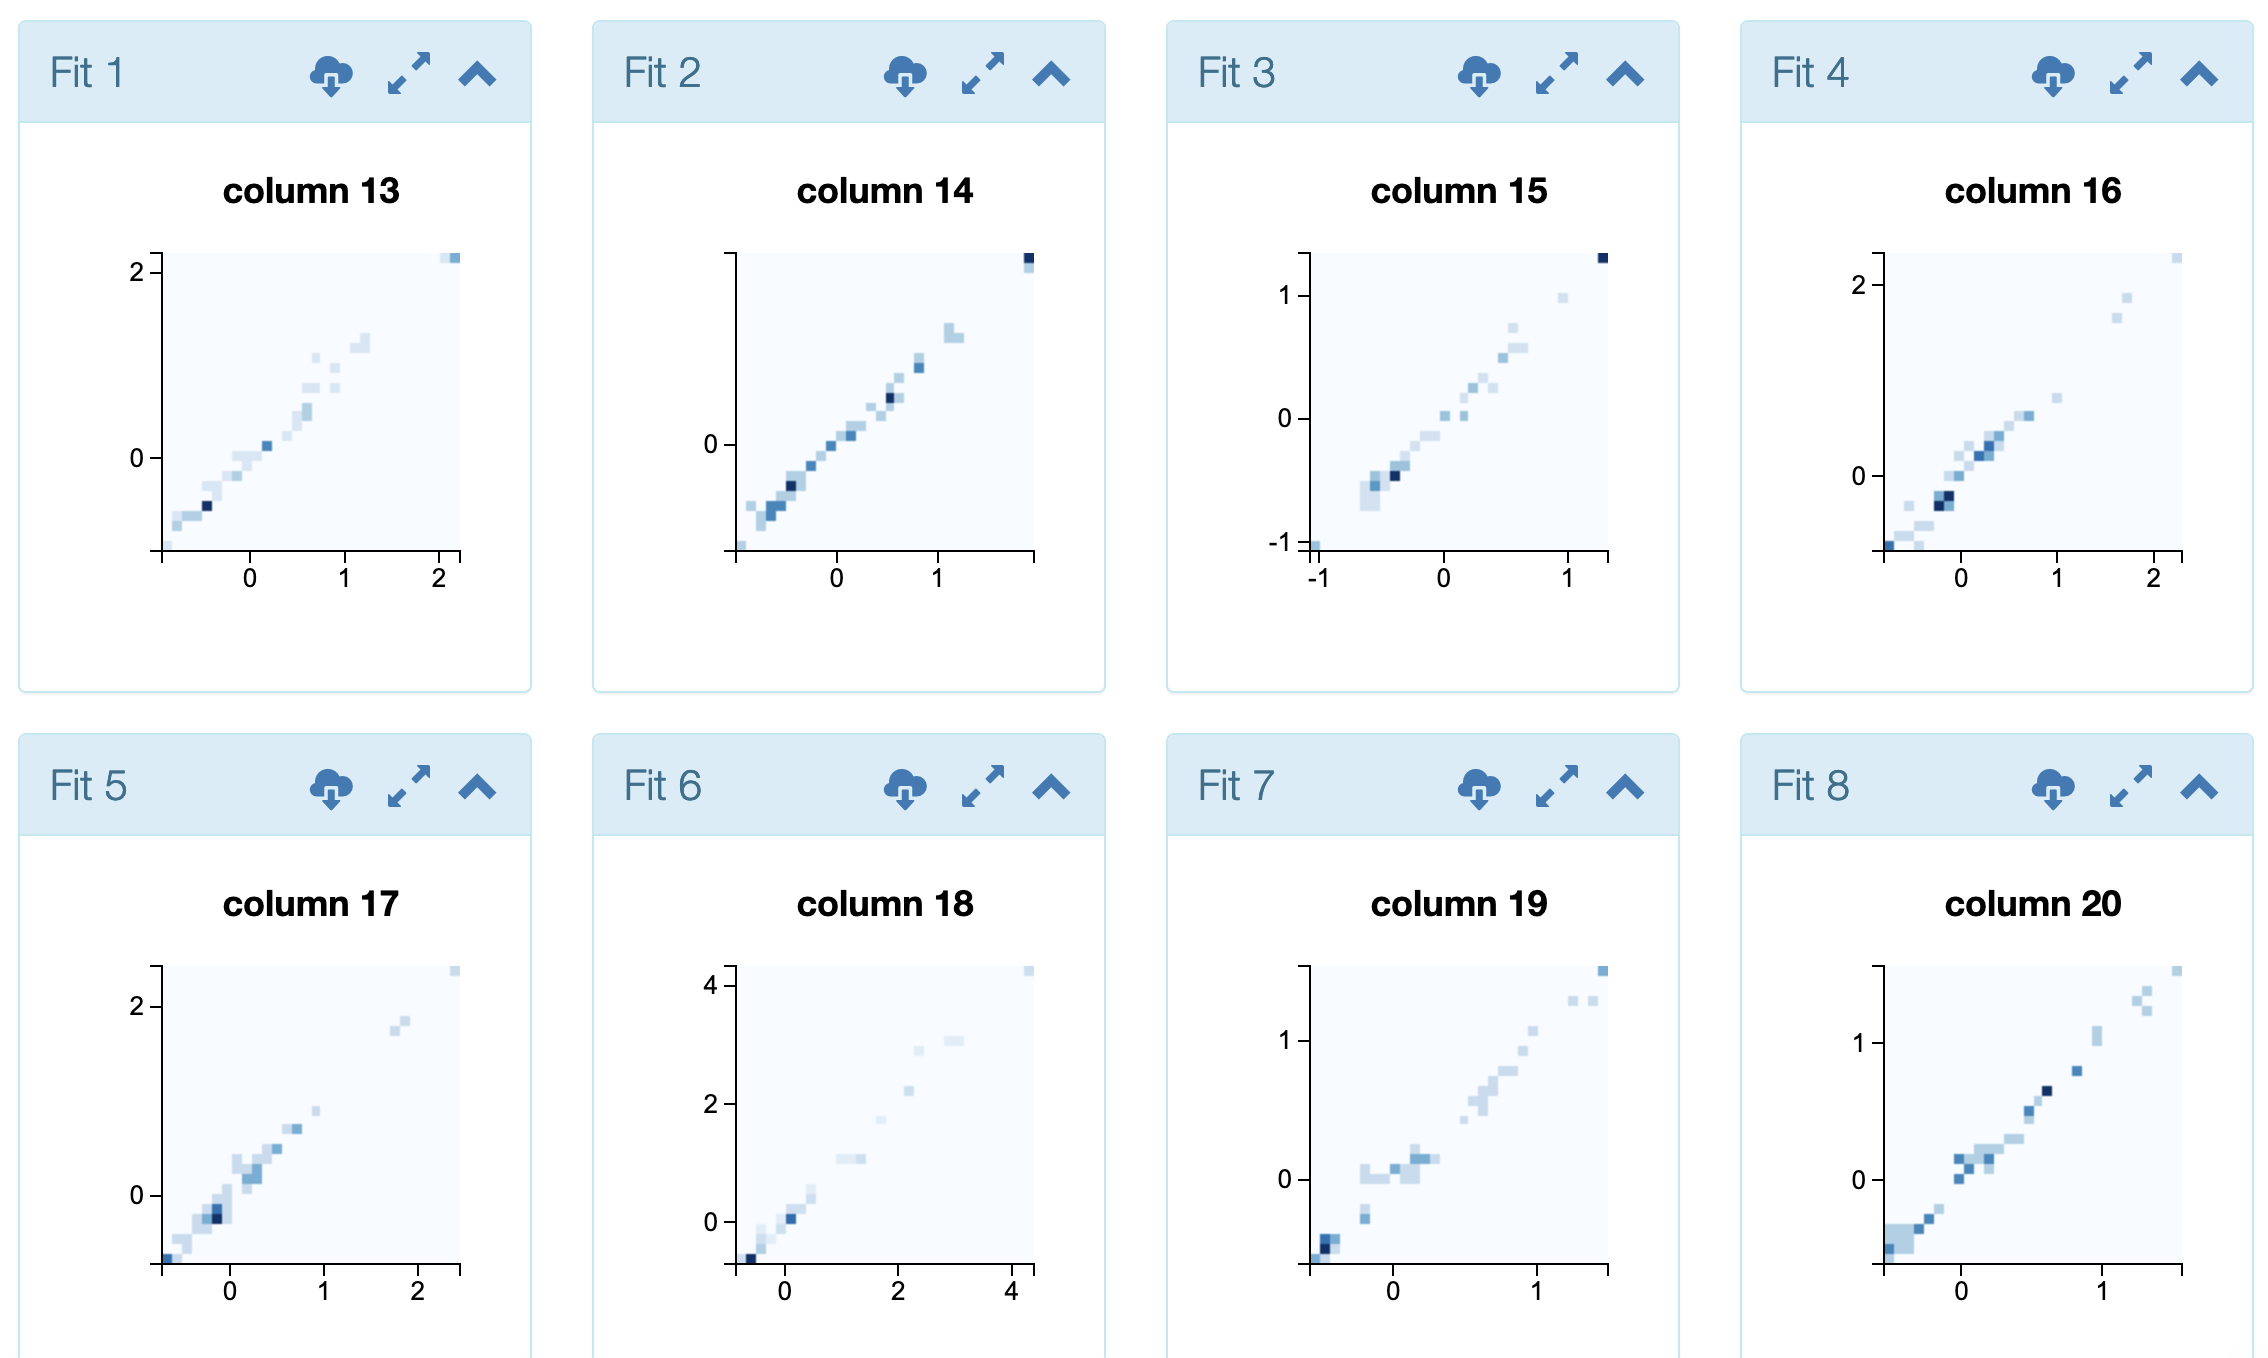 Fit 1
column 13
2
0
0 1 2
Fit 2
column 14
0
0 1
Fit 3
column 15
1
0
-1
-1 0 1
Fit 4
column 16
2
0
0 1 2
Fit 5
column 17
2
0
0 1 2
Fit 6
column 18
4
2
0
0 2 4
Fit 7
column 19
1
0
0 1
Fit 8
column 20
1
0
0 1